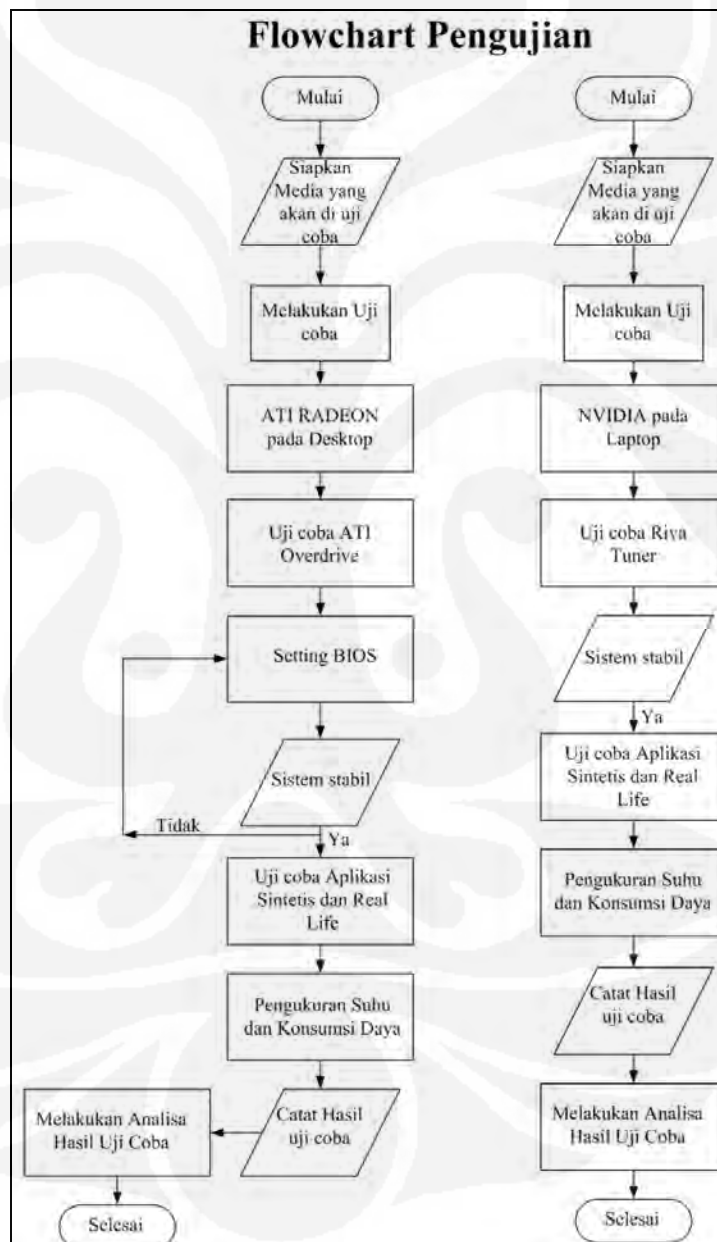 Flowchart Pengujian
Mulai
Siapkan
Media yang
akan di uji
coba
Melakukan Uji
coba
ATI RADEON
pada Desktop
Uji coba ATI
Overdrive
Setting BIOS
Sistem stabil
Tidak
Ya
Uji coba Aplikasi
Sintetis dan Real
Life
Pengukuran Suhu
dan Konsumsi Daya
Catat Hasil
uji coba
Melakukan Analisa
Hasil Uji Coba
Selesai
Mulai
Siapkan
Media yang
akan di uji
coba
Melakukan Uji
coba
NVIDIA pada
Laptop
Uji coba Riva
Tuner
Sistem stabil
Ya
Uji coba Aplikasi
Sintetis dan Real
Life
Pengukuran Suhu
dan Konsumsi Daya
Catat Hasil
uji coba
Melakukan Analisa
Hasil Uji Coba
Selesai